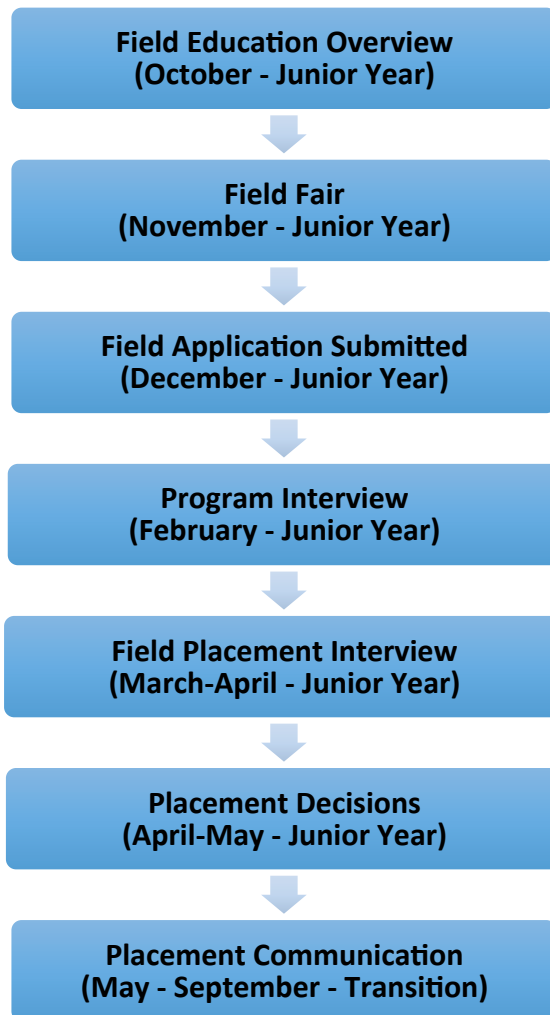 Field Education Overview
(October - Junior Year)
Field Fair
(November - Junior Year)
Field Application Submitted
(December - Junior Year)
Program Interview
(February - Junior Year)
Field Placement Interview
(March-April - Junior Year)
Placement Decisions
(April-May - Junior Year)
Placement Communication
(May - September - Transition)